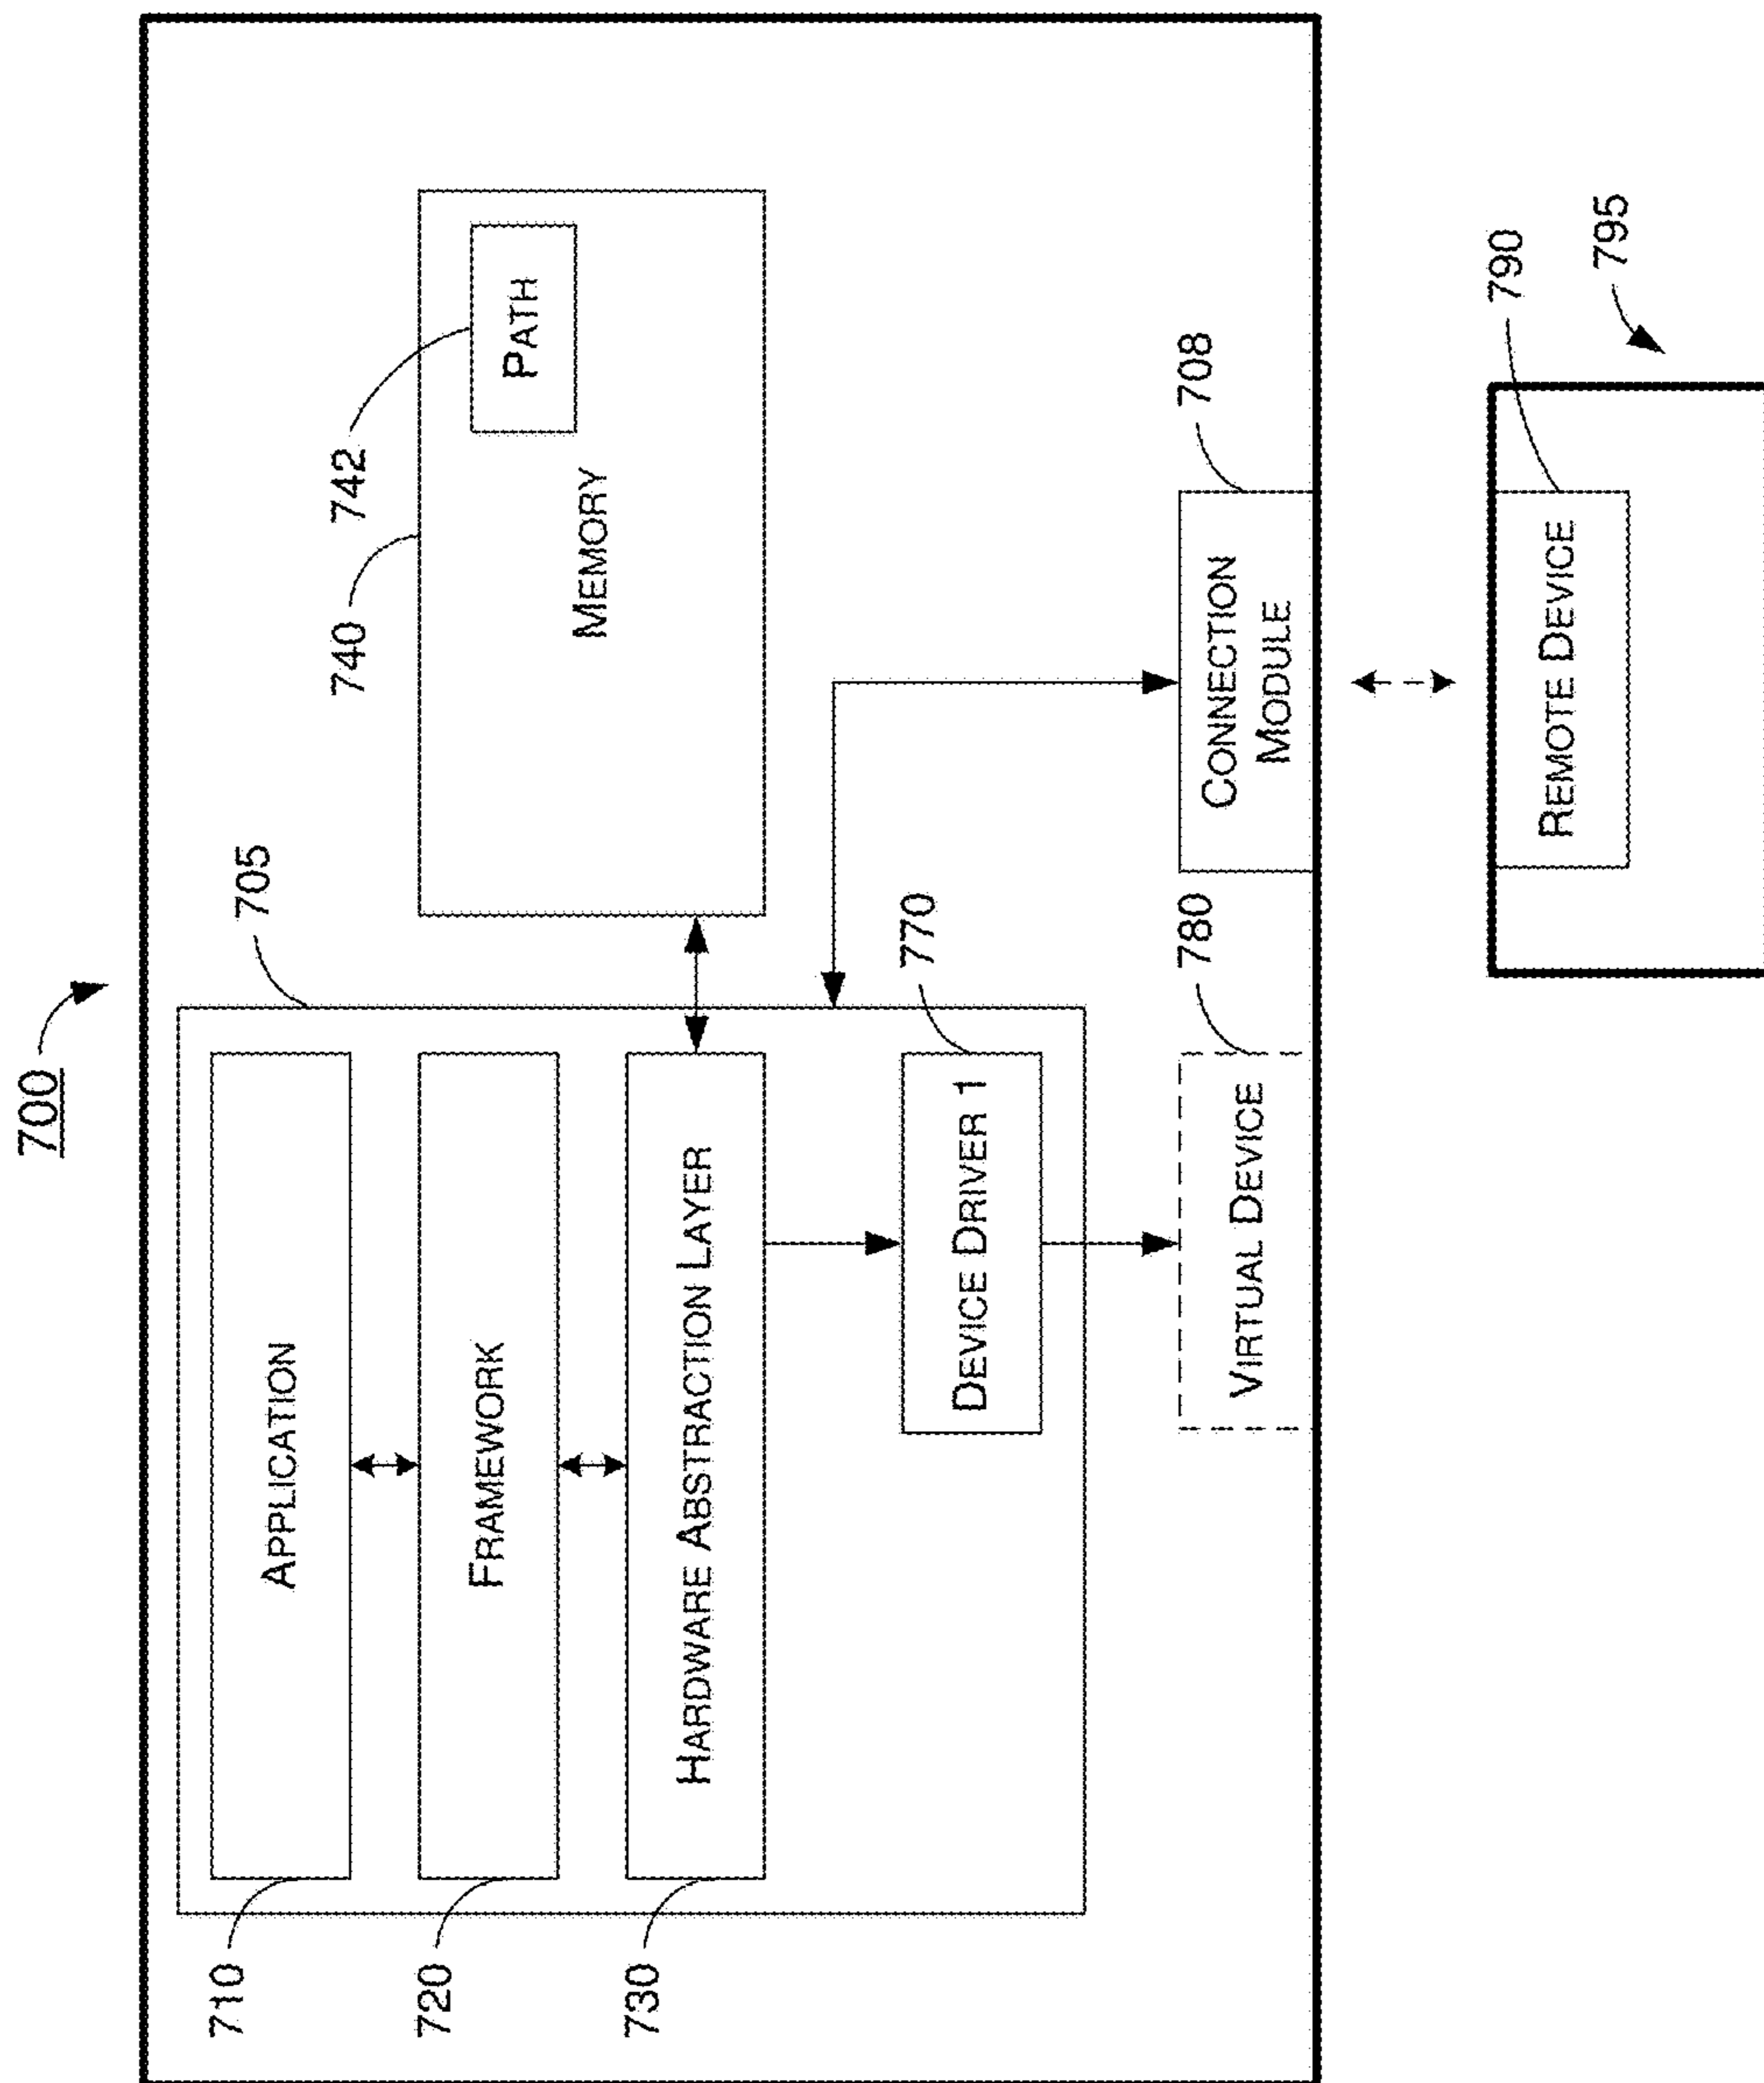 700
705
710
APPLICATION
720
FRAMEWORK
730
HARDWARE ABSTRACTION LAYER
740
742
PATH
MEMORY
770
DEVICE DRIVER 1
780
VIRTUAL DEVICE
708
CONNECTION
MODULE
790
REMOTE DEVICE
795